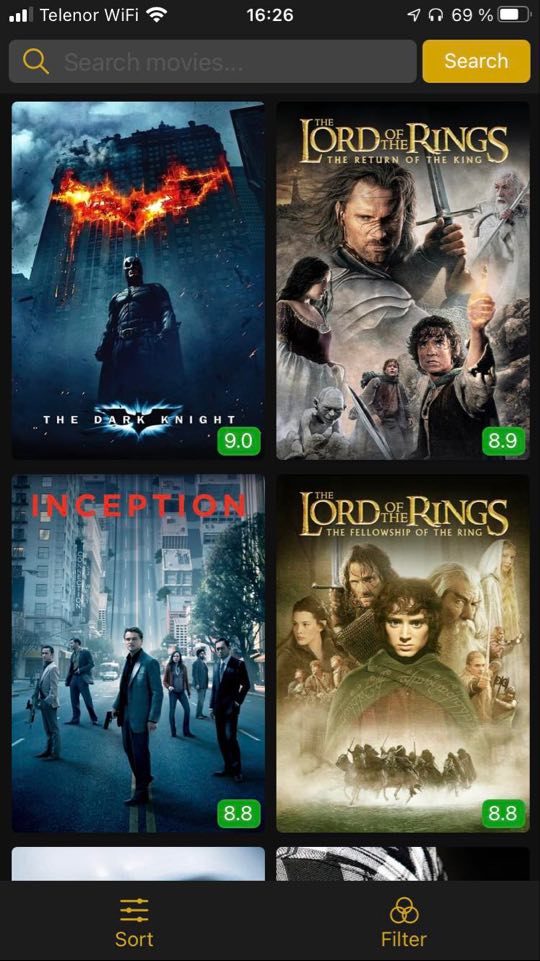 Telenor WiFi 16:26 69 %
Search movies... Search
THE DARK KNIGHT
9.0
THE
LORD OF THE RINGS
THE RETURN OF THE KING
8.9
INCEPTION
8.8
THE
LORD OF THE RINGS
THE FELLOWSHIP OF THE RING
8.8
Sort Filter